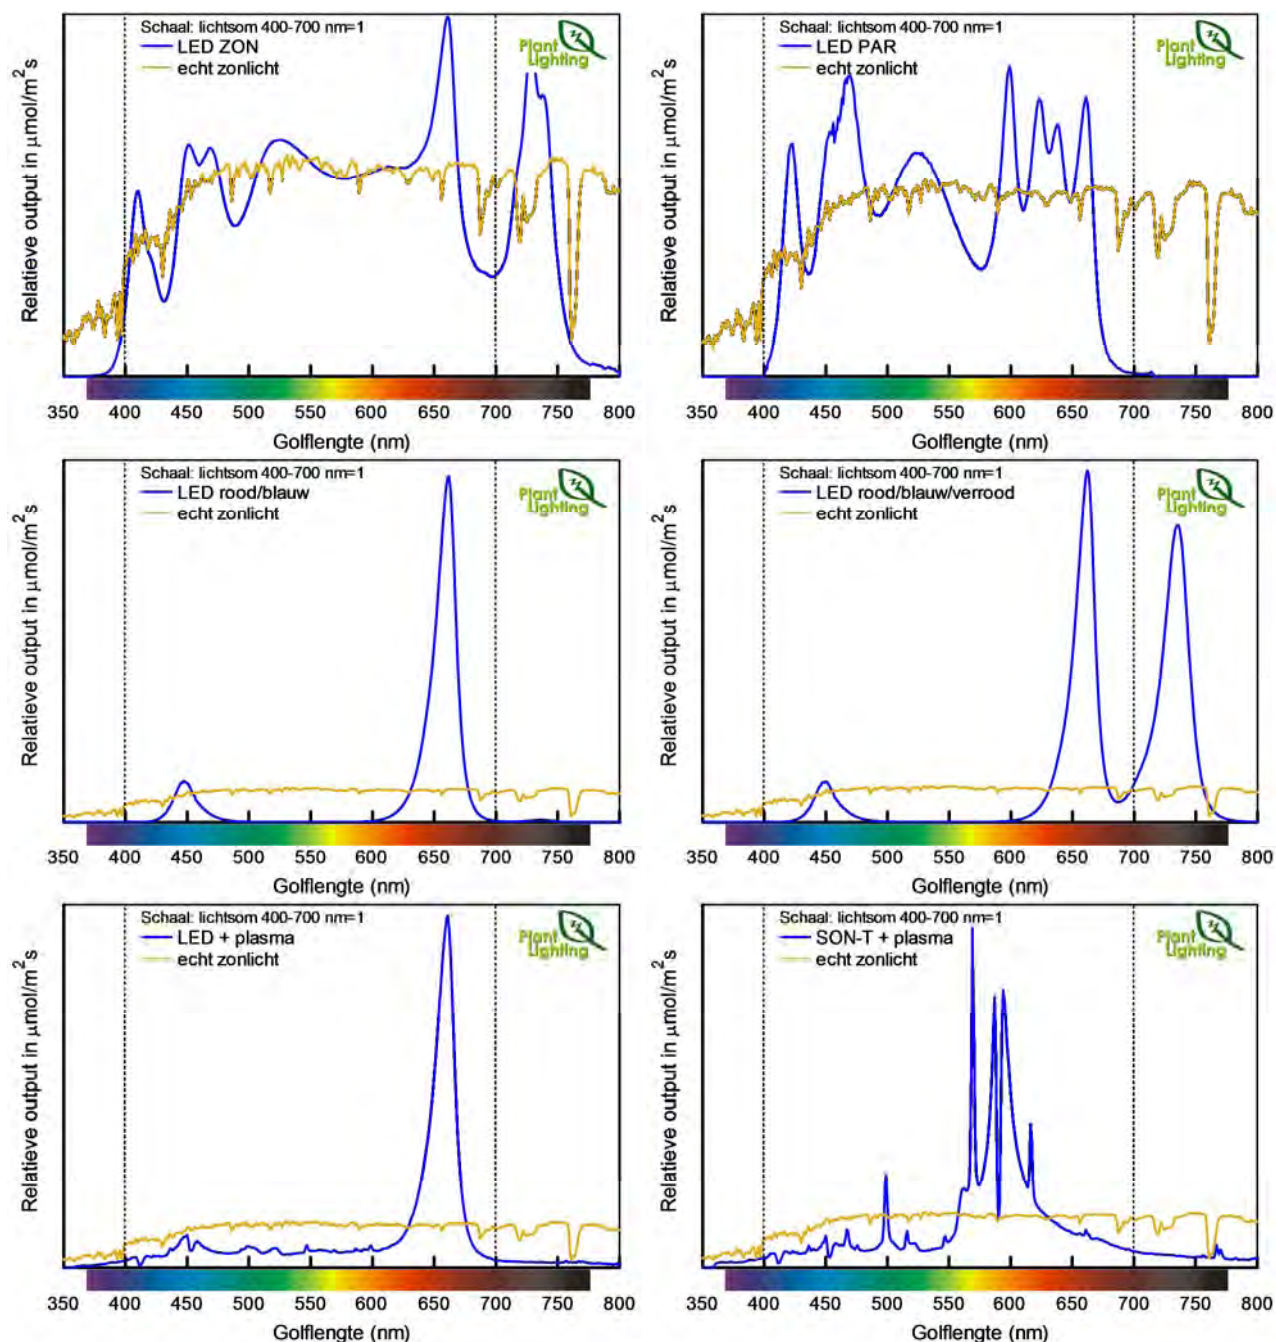 Schaal: lichtsom 400-700 nm=1
LED ZON
echt zonlicht
Plant
Lighting
Relatieve output in μmol/m²s
350 400 450 500 550 600 650 700 750 800
Golflengte (nm)
Schaal: lichtsom 400-700 nm=1
LED PAR
echt zonlicht
Plant
Lighting
Relatieve output in μmol/m²s
350 400 450 500 550 600 650 700 750 800
Golflengte (nm)
Schaal: lichtsom 400-700 nm=1
LED rood/blauw
echt zonlicht
Plant
Lighting
Relatieve output in μmol/m²s
350 400 450 500 550 600 650 700 750 800
Golflengte (nm)
Schaal: lichtsom 400-700 nm=1
LED rood/blauw/verrood
echt zonlicht
Plant
Lighting
Relatieve output in μmol/m²s
350 400 450 500 550 600 650 700 750 800
Golflengte (nm)
Schaal: lichtsom 400-700 nm=1
LED + plasma
echt zonlicht
Plant
Lighting
Relatieve output in μmol/m²s
350 400 450 500 550 600 650 700 750 800
Golflengte (nm)
Schaal: lichtsom 400-700 nm=1
SON-T + plasma
echt zonlicht
Plant
Lighting
Relatieve output in μmol/m²s
350 400 450 500 550 600 650 700 750 800
Golflengte (nm)